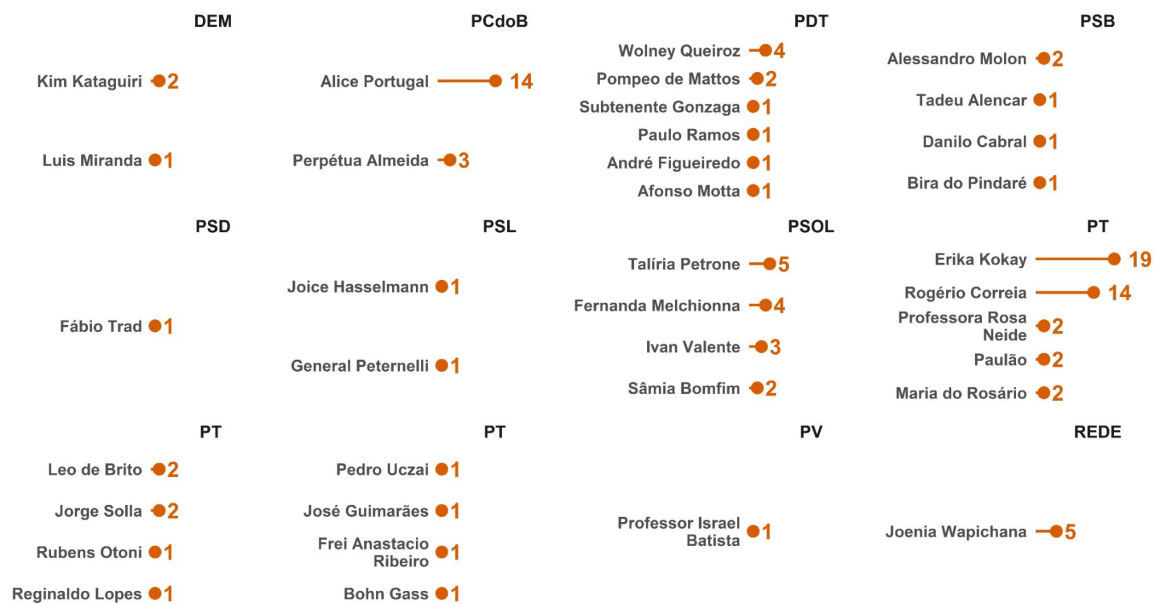 DEM
Kim Kataguiri 2
Luis Miranda 1
PCdoB
Alice Portugal 14
Perpétua Almeida 3
PDT
Wolney Queiroz 4
Pompeo de Mattos 2
Subtenente Gonzaga 1
Paulo Ramos 1
André Figueiredo 1
Afonso Motta 1
PSB
Alessandro Molon 2
Tadeu Alencar 1
Danilo Cabral 1
Bira do Pindaré 1
PSD
Fábio Trad 1
PSL
Joice Hasselmann 1
General Peternelli 1
PSOL
Talíria Petrone 5
Fernanda Melchionna 4
Ivan Valente 3
Sâmia Bomfim 2
PT
Erika Kokay 19
Rogério Correia 14
Professora Rosa
Neide 2
Paulão 2
Maria do Rosário 2
PT
Leo de Brito 2
Jorge Solla 2
Rubens Otoni 1
Reginaldo Lopes 1
PT
Pedro Uczai 1
José Guimarães 1
Frei Anastacio
Ribeiro 1
Bohn Gass 1
PV
Professor Israel
Batista 1
REDE
Joenia Wapichana 5